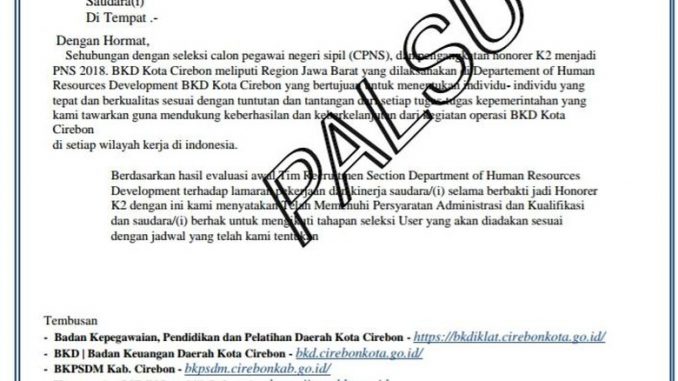 Saudara(i)
Di Tempat .-
Dengan Hormat,
Sehubungan dengan seleksi calon pegawai negeri sipil (CPNS), dan pengangkatan honorer K2 menjadi
PNS 2018. BKD Kota Cirebon meliputi Region Jawa Barat yang dilaksanakan di Departement of Human
Resources Development BKD Kota Cirebon yang bertujuan untuk menentukan individu- individu yang
tepat dan berkualitas sesuai dengan tuntutan dan tantangan dari setiap tugas-tugas kepemerintahan yang
kami tawarkan guna mendukung keberhasilan dan keberkelanjutan dari kegiatan operasi BKD Kota
Cirebon
di setiap wilayah kerja di indonesia.
Berdasarkan hasil evaluasi awal Tim Recruitmen Section Department of Human Resources
Development terhadap lamaran pekerjaan dan kinerja saudara/(i) selama berbakti jadi Honorer
K2 dengan ini kami menyatakan Telah Memenuhi Persyaratan Administrasi dan Kualifikasi
dan saudara/(i) berhak untuk mengikuti tahapan seleksi User yang akan diadakan sesuai
dengan jadwal yang telah kami tentukan
PALSU
Tembusan
- Badan Kepegawaian, Pendidikan dan Pelatihan Daerah Kota Cirebon - https://bkdiklat.cirebonkota.go.id/
- BKD | Badan Keuangan Daerah Kota Cirebon - bkd.cirebonkota.go.id/
- BKPSDM Kab. Cirebon - bkpsdm.cirebonkab.go.id/